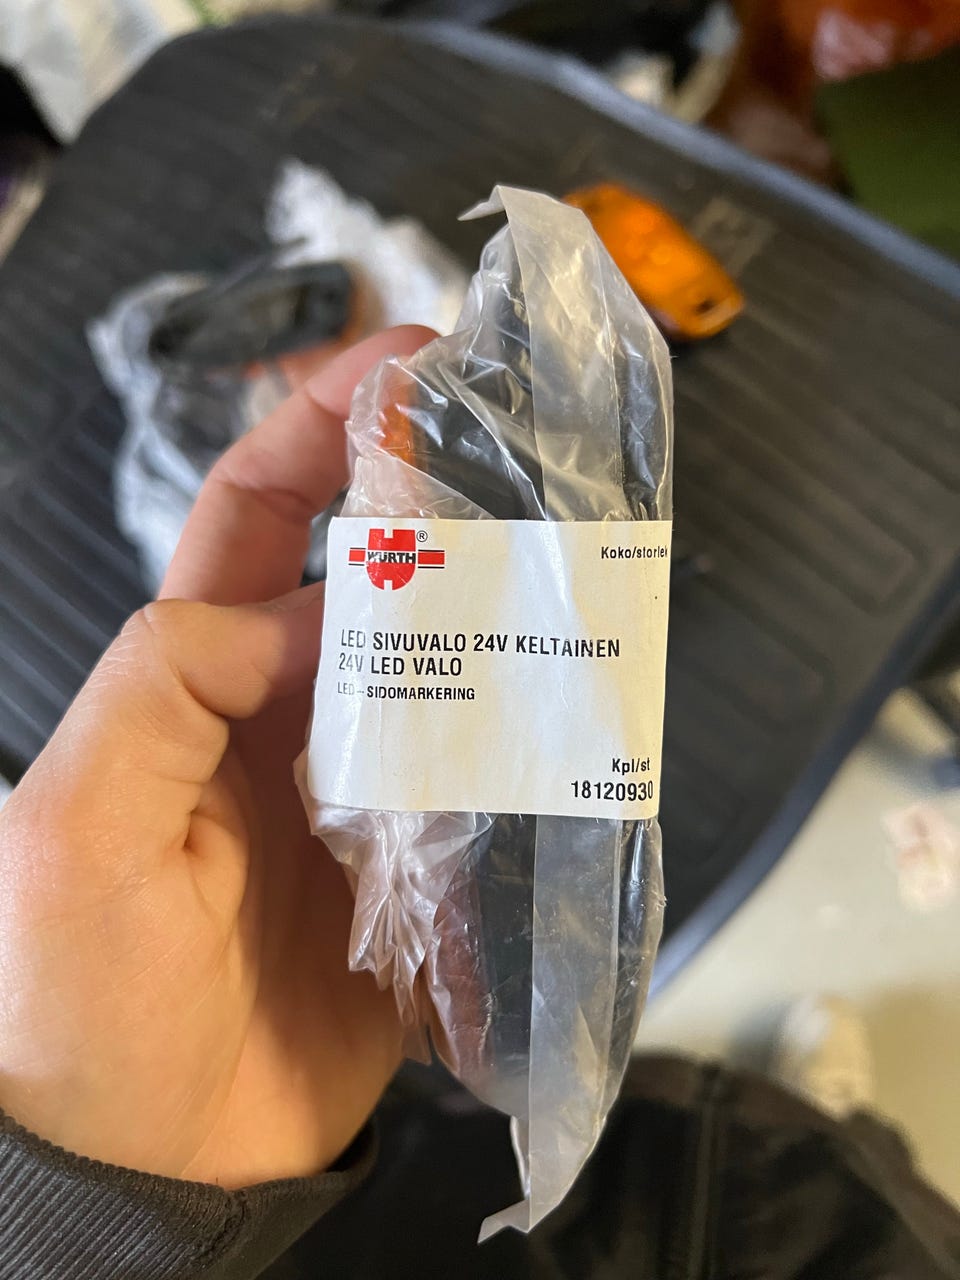 WÜRTH ®
Koko/storlek
LED SIVUVALO 24V KELTAINEN
24V LED VALO
LED-SIDOMARKERING
Kpl/st
18120930